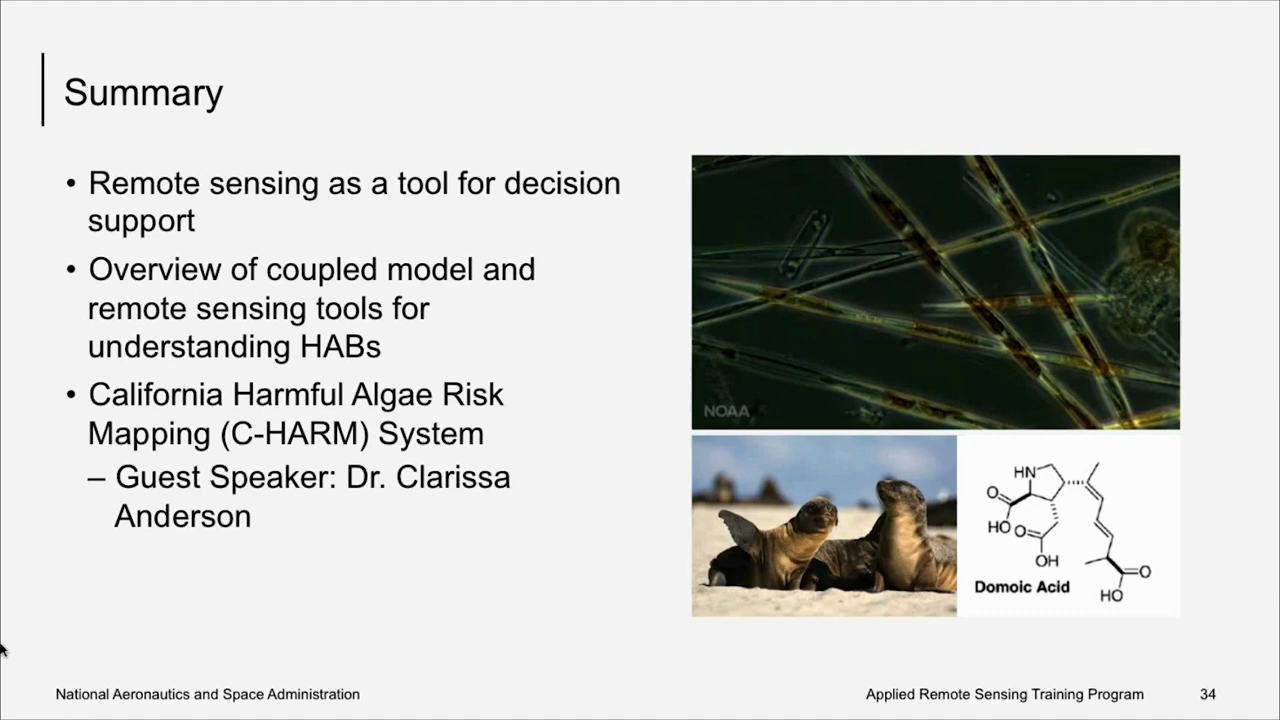 Summary
• Remote sensing as a tool for decision
support
• Overview of coupled model and
remote sensing tools for
understanding HABs
• California Harmful Algae Risk
Mapping (C-HARM) System
– Guest Speaker: Dr. Clarissa
Anderson
NOAA
HN
O
HO
O
OH
O
HO
Domoic Acid
National Aeronautics and Space Administration
Applied Remote Sensing Training Program
34